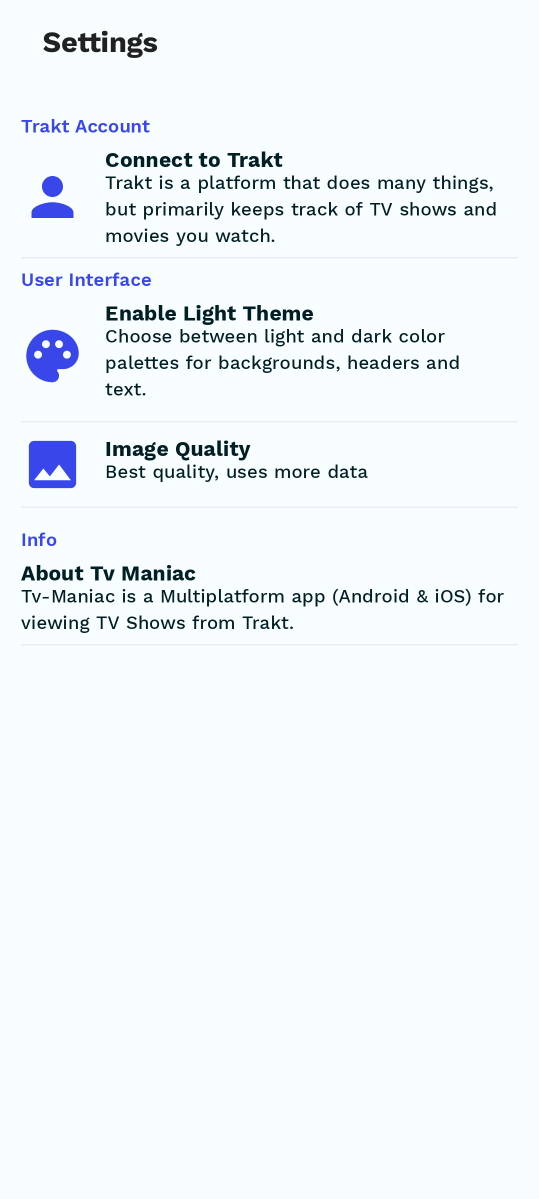 Settings
Trakt Account
Connect to Trakt
Trakt is a platform that does many things,
but primarily keeps track of TV shows and
movies you watch.
User Interface
Enable Light Theme
Choose between light and dark color
palettes for backgrounds, headers and
text.
Image Quality
Best quality, uses more data
Info
About Tv Maniac
Tv-Maniac is a Multiplatform app (Android & iOS) for
viewing TV Shows from Trakt.